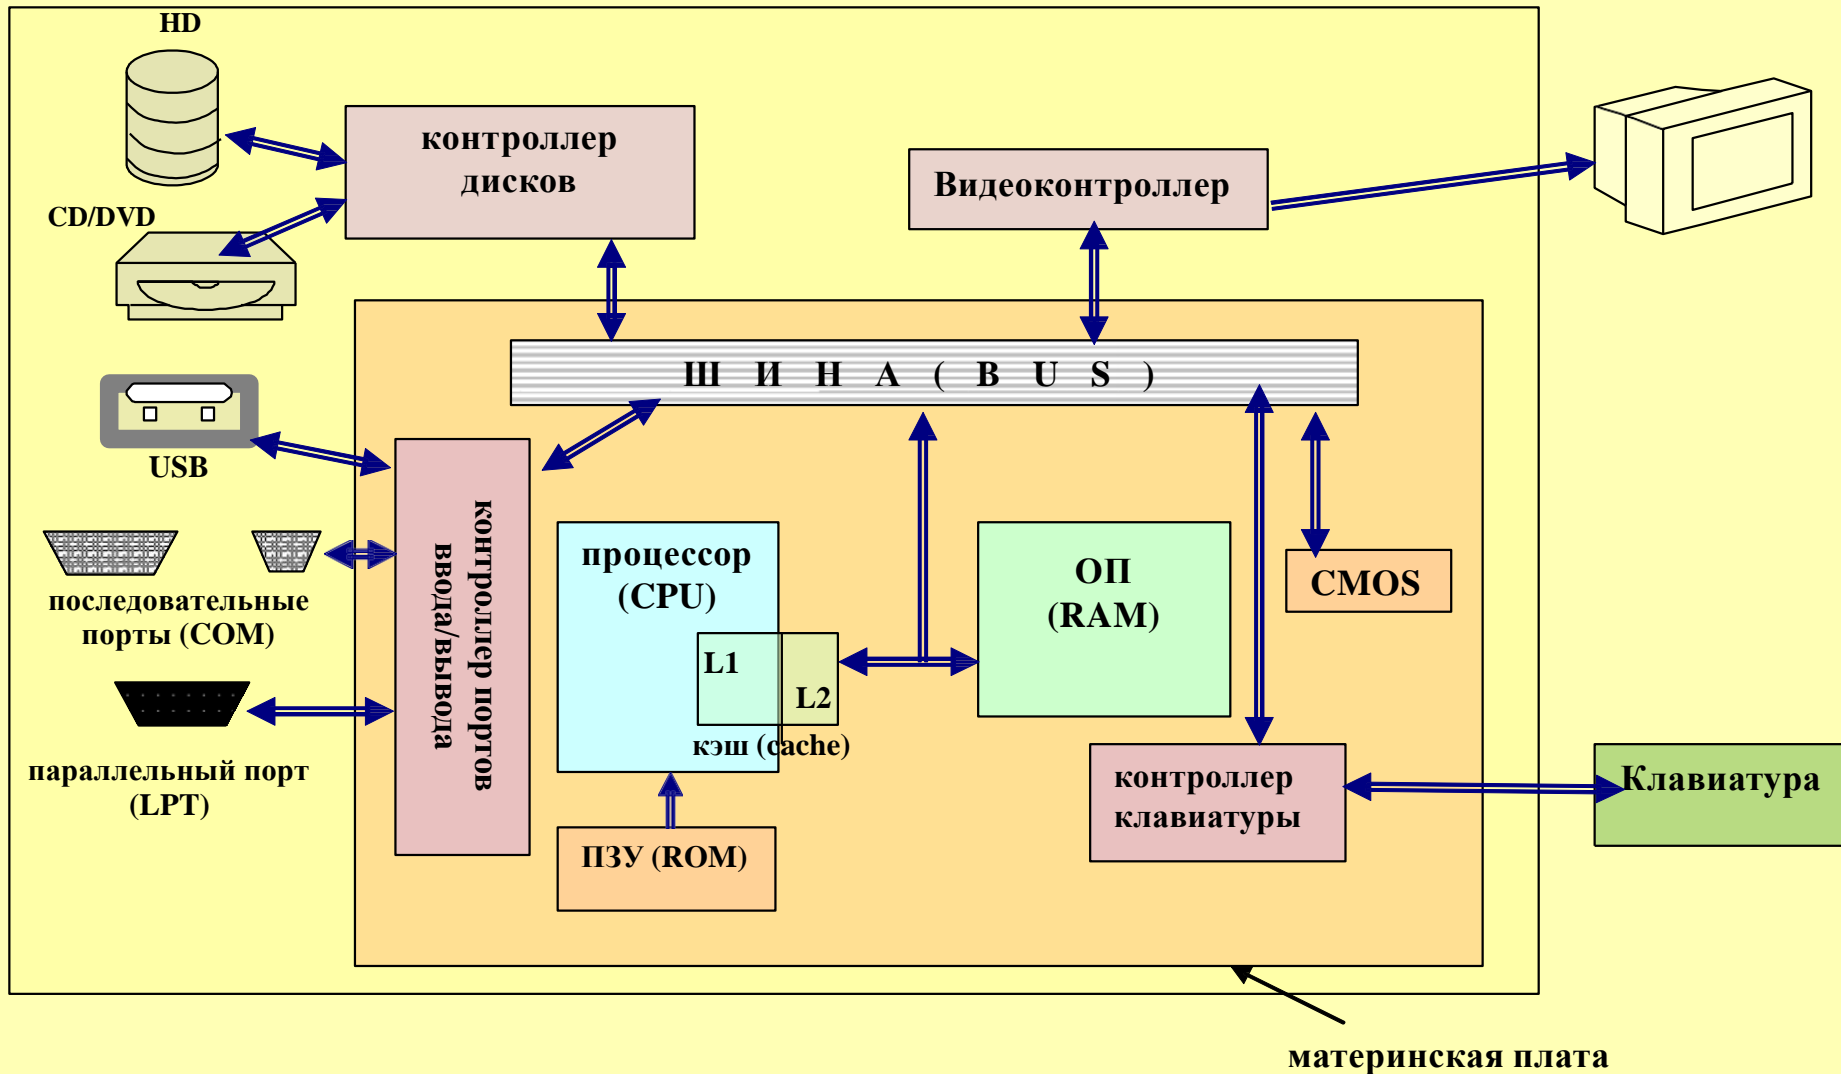 HD
контроллер
дисков
Видеоконтроллер
CD/DVD
Ш И Н А ( B U S )
USB
контроллер портов
ввода/вывода
процессор
(CPU)
ОП
(RAM)
CMOS
последовательные
порты (COM)
L1
L2
кэш (cache)
параллельный порт
(LPT)
контроллер
клавиатуры
Клавиатура
ПЗУ (ROM)
материнская плата